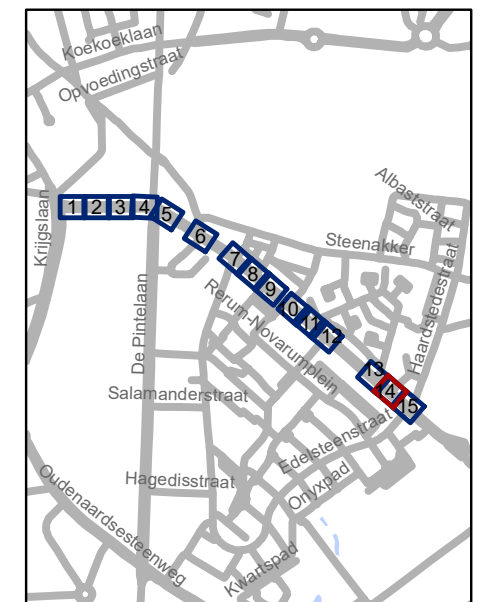 Koekoeklaan
Opvoedingstraat
Albaststraat
Krijgslaan
1 2 3 4 5
6
Steenakker
7
8
9
10
11
12
De Pintelaan
Rerum-Novarumplein
Haardstedestraat
13
14
15
Salamanderstraat
Edelsteenstraat
Hagedisstraat
Onyxpad
Oudenaardsesteenweg
Kwartspad